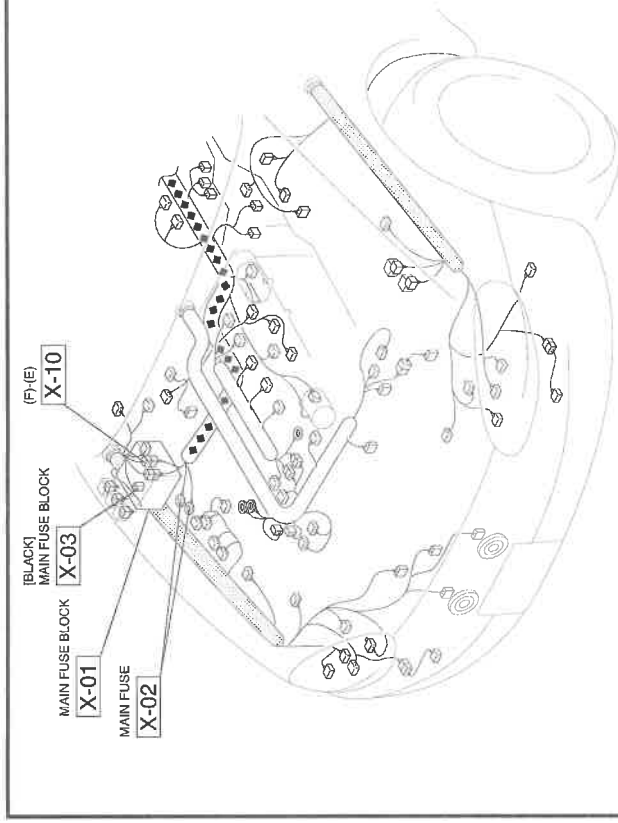 MAIN FUSE BLOCK
X-01
MAIN FUSE
X-02
[BLACK]
MAIN FUSE BLOCK
X-03
(F)-(E)
X-10